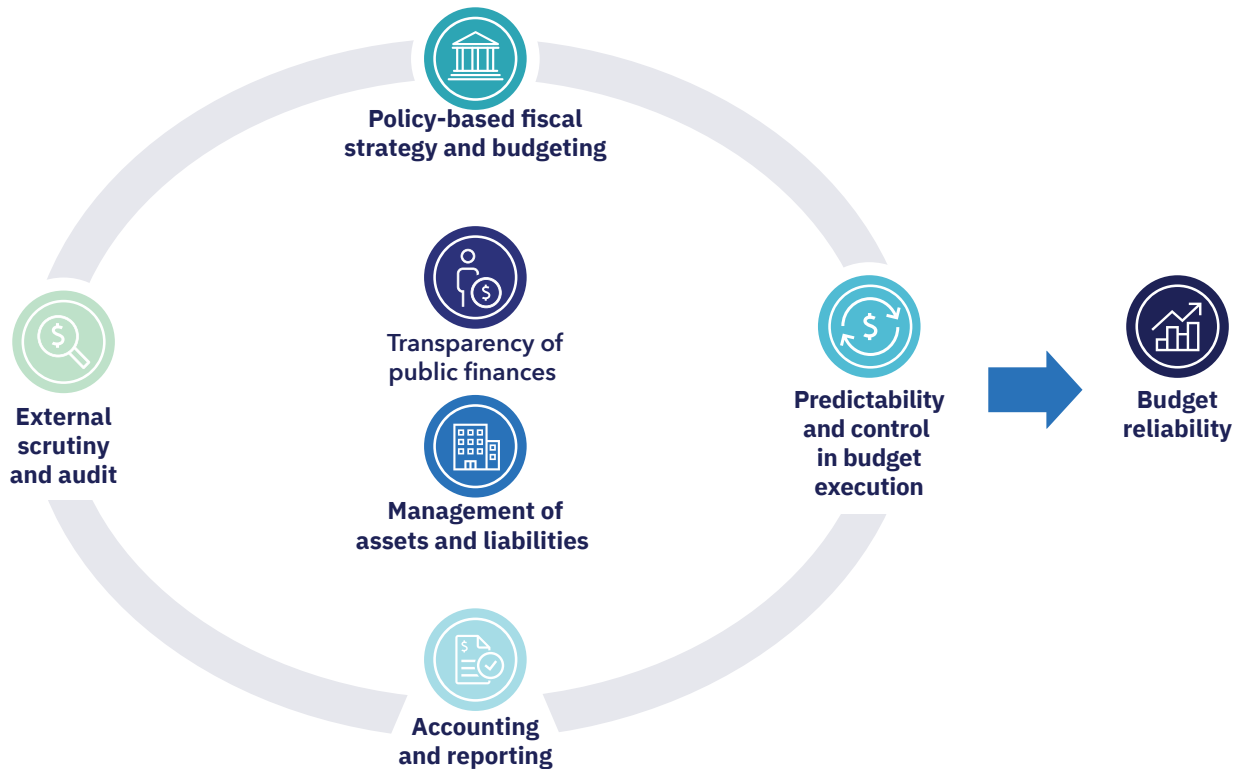 Policy-based fiscal
strategy and budgeting
$
Transparency of
public finances
$
External
scrutiny
and audit
$
Predictability
and control
in budget
execution
Budget
reliability
Management of
assets and liabilities
$
Accounting
and reporting